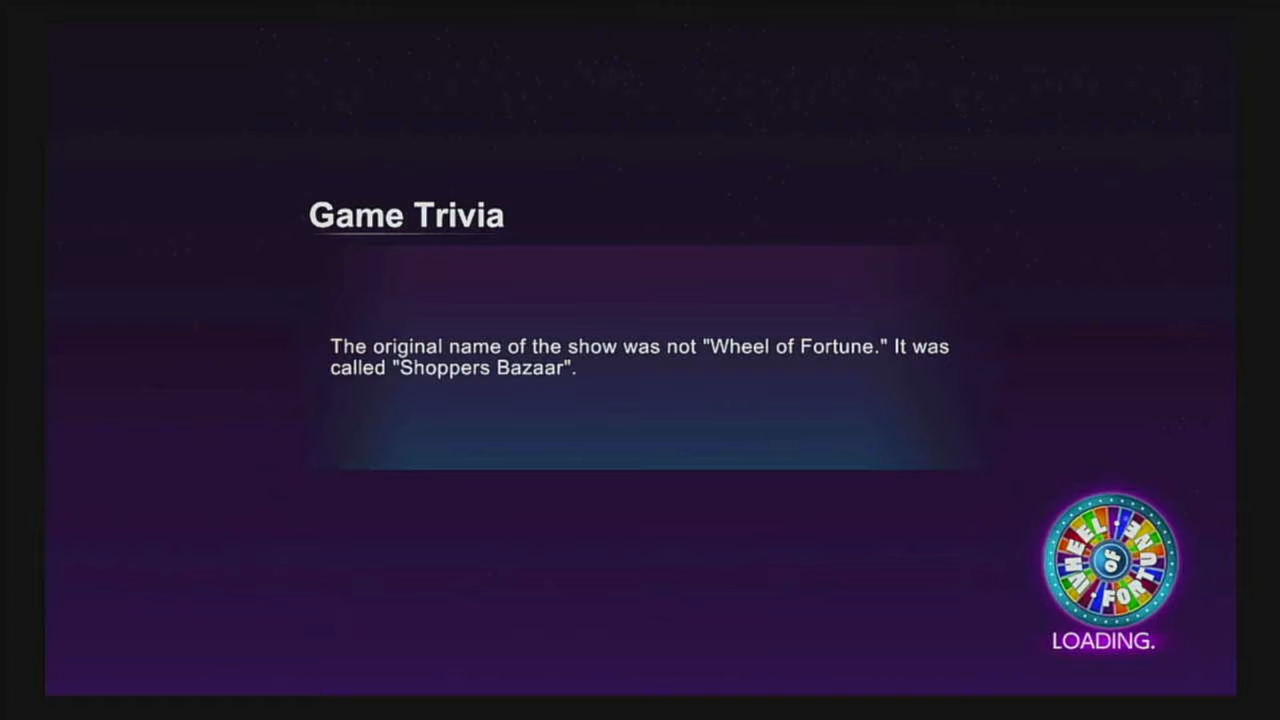 Game Trivia
The original name of the show was not "Wheel of Fortune." It was
called "Shoppers Bazaar".
WHEEL OF FORTUNE
LOADING.